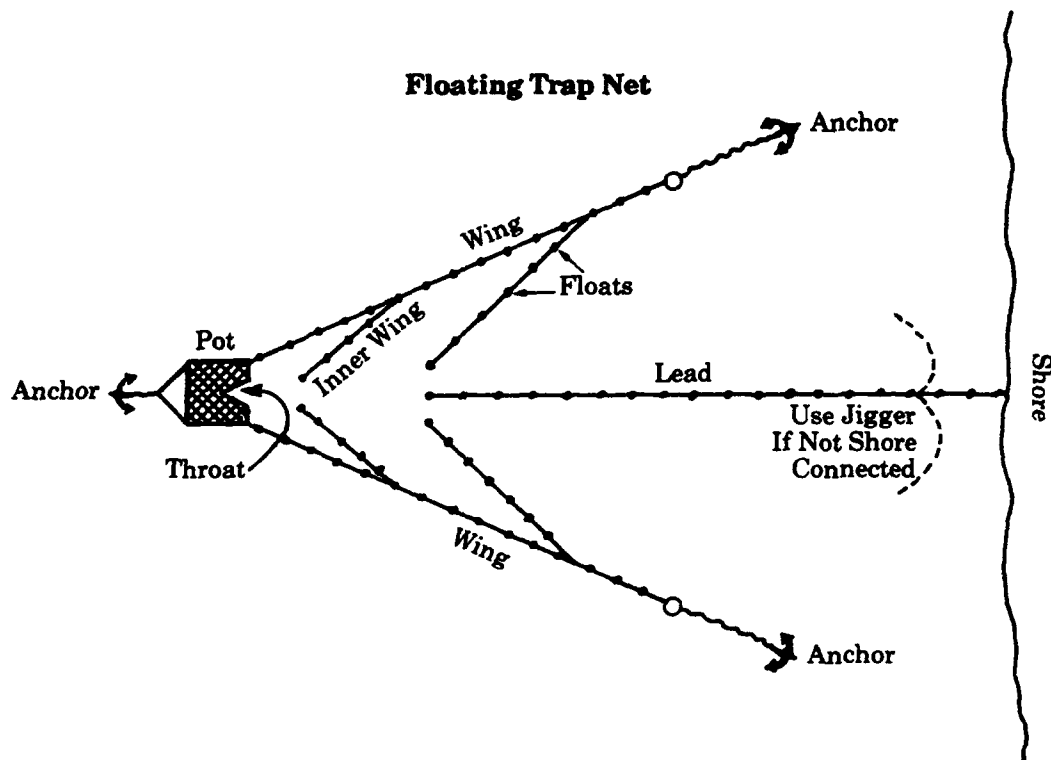 Floating Trap Net
Anchor
Wing
Floats
Inner Wing
Pot
Anchor
Lead
Shore
Use Jigger
If Not Shore
Connected
Throat
Wing
Anchor